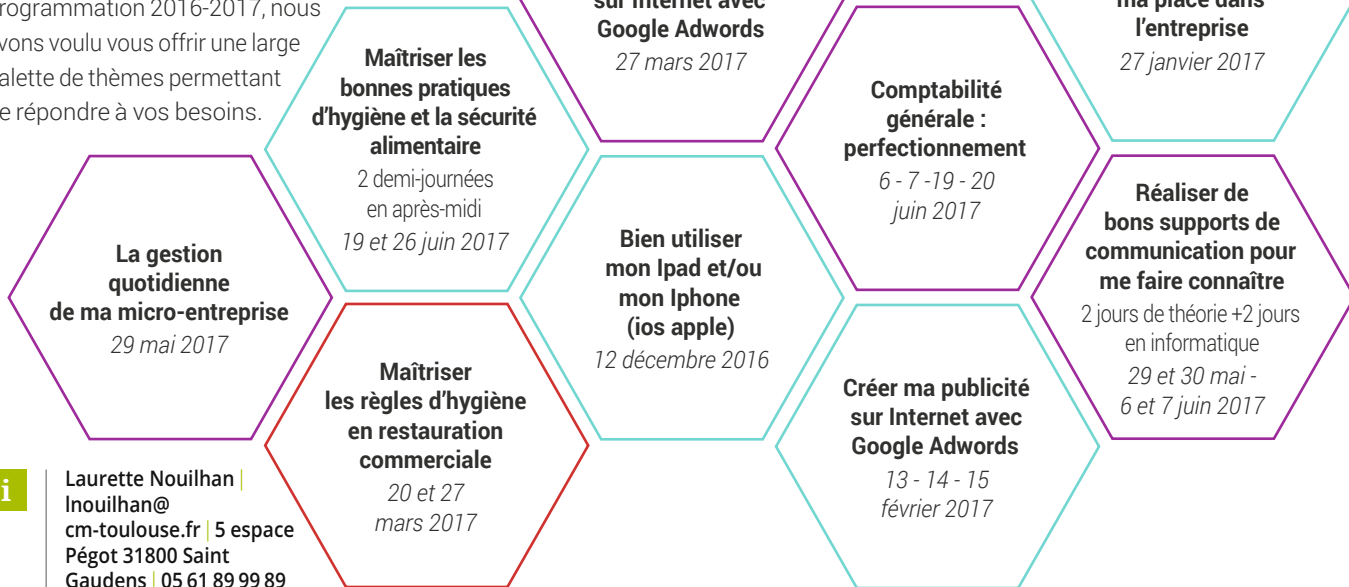 rogrammation 2016-2017, nous
vons voulu vous offrir une large
alette de thèmes permettant
e répondre à vos besoins.
Maîtriser les
bonnes pratiques
d'hygiène et la sécurité
alimentaire
2 demi-journées
en après-midi
19 et 26 juin 2017
sur Internet avec
Google Adwords
27 mars 2017
Comptabilité
générale :
perfectionnement
6 - 7 -19 - 20
juin 2017
ma place dans
l'entreprise
27 janvier 2017
La gestion
quotidienne
de ma micro-entreprise
29 mai 2017
Bien utiliser
mon Ipad et/ou
mon Iphone
(ios apple)
12 décembre 2016
Réaliser de
bons supports de
communication pour
me faire connaître
2 jours de théorie +2 jours
en informatique
29 et 30 mai -
6 et 7 juin 2017
Maîtriser
les règles d'hygiène
en restauration
commerciale
20 et 27
mars 2017
Créer ma publicité
sur Internet avec
Google Adwords
13 - 14 - 15
février 2017
i
Laurette Nouilhan |
lnouilhan@
cm-toulouse.fr | 5 espace
Pégot 31800 Saint
Gaudens | 05 61 89 99 89